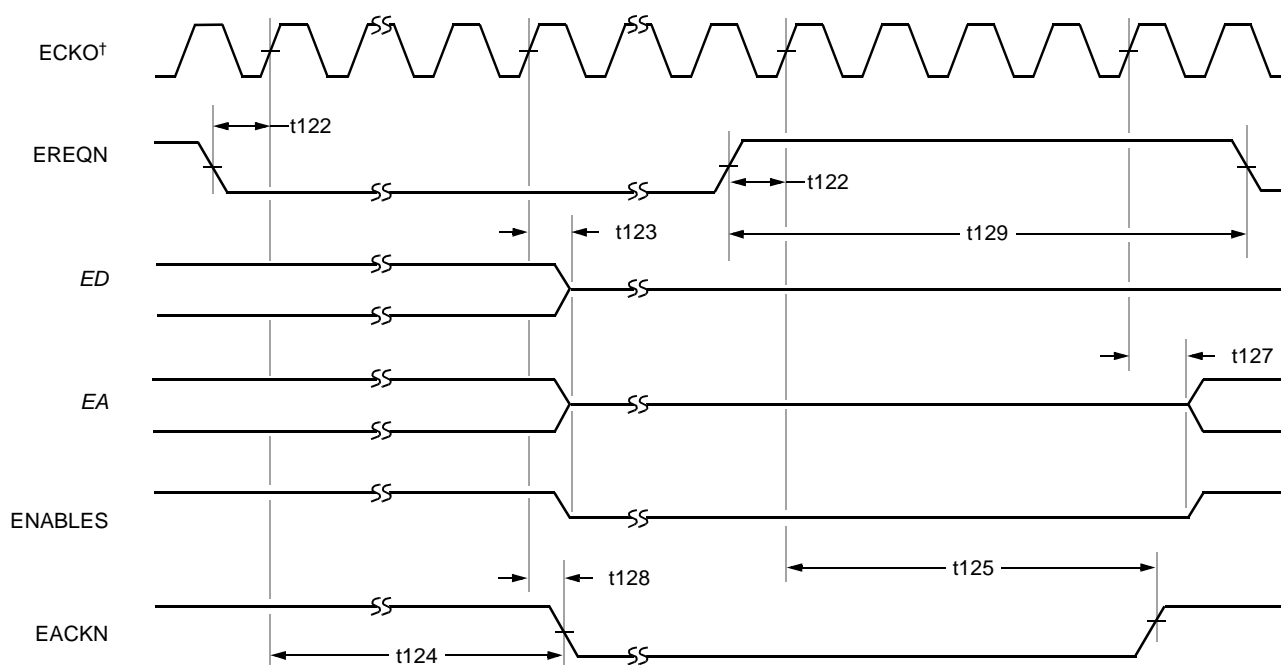 ECKO†
t122
EREQN
t122
t123
t129
ED
t127
EA
ENABLES
t128
t125
EACKN
t124